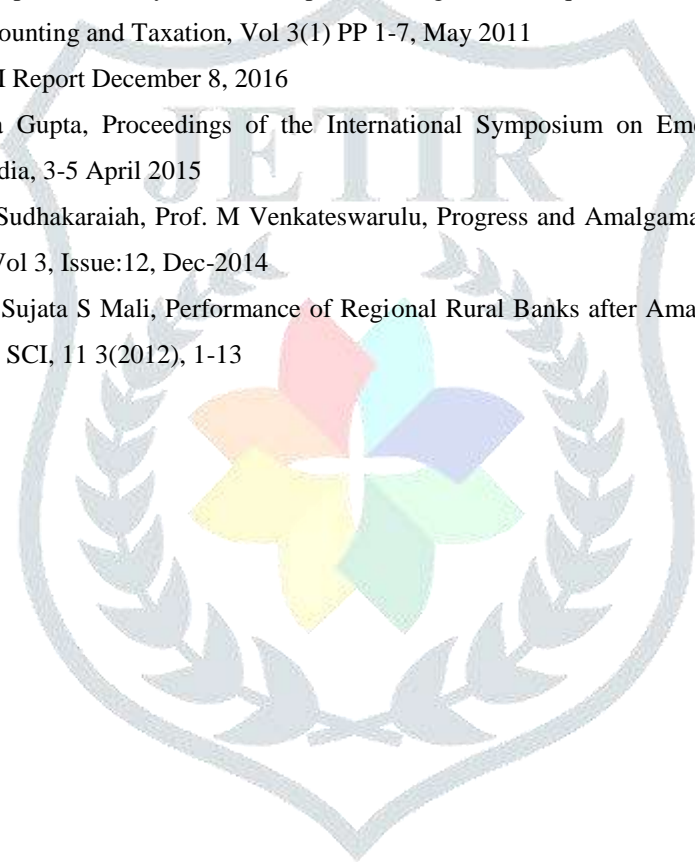 ounting and Taxation, Vol 3(1) PP 1-7, May 2011
I Report December 8, 2016
a Gupta, Proceedings of the International Symposium on Eme
dia, 3-5 April 2015
Sudhakaraiah, Prof. M Venkateswarulu, Progress and Amalgama
Vol 3, Issue:12, Dec-2014
Sujata S Mali, Performance of Regional Rural Banks after Ama
SCI, 11 3(2012), 1-13
JETIR